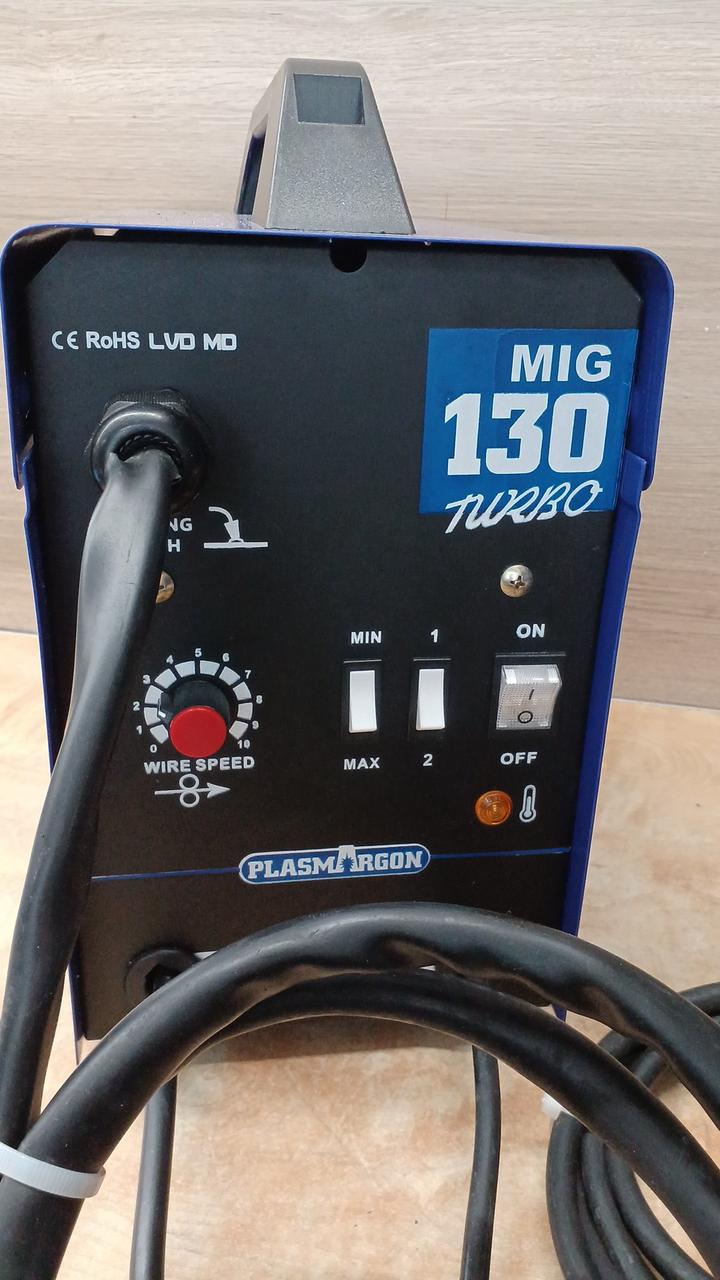 CE RoHS LVD MD
MIG
130
TURBO
MIN 1 ON
0 1 2 3 4 5 6 7 8 9 10
I
O
MAX 2 OFF
WIRE SPEED
PLASMARGON